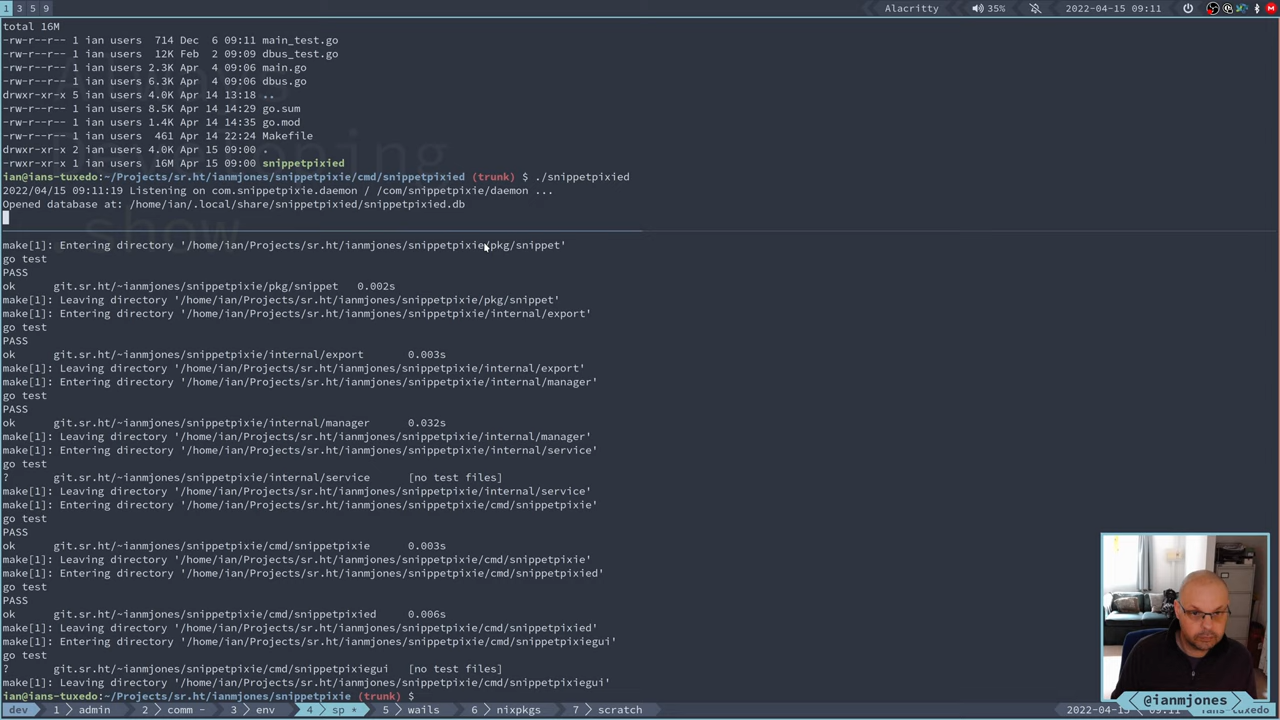 1 3 5 9 Alacritty 35% 2022-04-15 09:11
total 16M
-rw-r--r-- 1 ian users 714 Dec 6 09:11 main_test.go
-rw-r--r-- 1 ian users 12K Feb 2 09:09 dbus_test.go
-rw-r--r-- 1 ian users 2.3K Apr 4 09:06 main.go
-rw-r--r-- 1 ian users 6.3K Apr 4 09:06 dbus.go
drwxr-xr-x 5 ian users 4.0K Apr 14 13:18 ..
-rw-r--r-- 1 ian users 8.5K Apr 14 14:29 go.sum
-rw-r--r-- 1 ian users 1.4K Apr 14 13:35 go.mod
-rw-r--r-- 1 ian users 461 Apr 14 22:24 Makefile
drwxr-xr-x 2 ian users 4.0K Apr 15 09:00 .
-rwxr-xr-x 1 ian users 16M Apr 15 09:00 snippetpixied
ian@ians-tuxedo:~/Projects/sr.ht/ianmjones/snippetpixie/cmd/snippetpixied (trunk) $ ./snippetpixied
2022/04/15 09:11:19 Listening on com.snippetpixie.daemon / /com/snippetpixie/daemon ...
Opened database at: /home/ian/.local/share/snippetpixied/snippetpixied.db
show
make[1]: Entering directory '/home/ian/Projects/sr.ht/ianmjones/snippetpixie/pkg/snippet'
go test
PASS
ok git.sr.ht/~ianmjones/snippetpixie/pkg/snippet 0.002s
make[1]: Leaving directory '/home/ian/Projects/sr.ht/ianmjones/snippetpixie/pkg/snippet'
make[1]: Entering directory '/home/ian/Projects/sr.ht/ianmjones/snippetpixie/internal/export'
go test
PASS
ok git.sr.ht/~ianmjones/snippetpixie/internal/export 0.003s
make[1]: Leaving directory '/home/ian/Projects/sr.ht/ianmjones/snippetpixie/internal/export'
make[1]: Entering directory '/home/ian/Projects/sr.ht/ianmjones/snippetpixie/internal/manager'
go test
PASS
ok git.sr.ht/~ianmjones/snippetpixie/internal/manager 0.032s
make[1]: Leaving directory '/home/ian/Projects/sr.ht/ianmjones/snippetpixie/internal/manager'
make[1]: Entering directory '/home/ian/Projects/sr.ht/ianmjones/snippetpixie/internal/service'
go test
? git.sr.ht/~ianmjones/snippetpixie/internal/service [no test files]
make[1]: Leaving directory '/home/ian/Projects/sr.ht/ianmjones/snippetpixie/internal/service'
make[1]: Entering directory '/home/ian/Projects/sr.ht/ianmjones/snippetpixie/cmd/snippetpixie'
go test
PASS
ok git.sr.ht/~ianmjones/snippetpixie/cmd/snippetpixie 0.003s
make[1]: Leaving directory '/home/ian/Projects/sr.ht/ianmjones/snippetpixie/cmd/snippetpixie'
make[1]: Entering directory '/home/ian/Projects/sr.ht/ianmjones/snippetpixie/cmd/snippetpixied'
go test
PASS
ok git.sr.ht/~ianmjones/snippetpixie/cmd/snippetpixied 0.006s
make[1]: Leaving directory '/home/ian/Projects/sr.ht/ianmjones/snippetpixie/cmd/snippetpixied'
make[1]: Entering directory '/home/ian/Projects/sr.ht/ianmjones/snippetpixie/cmd/snippetpixiegui'
go test
? git.sr.ht/~ianmjones/snippetpixie/cmd/snippetpixiegui [no test files]
make[1]: Leaving directory '/home/ian/Projects/sr.ht/ianmjones/snippetpixie/cmd/snippetpixiegui'
ian@ians-tuxedo:~/Projects/sr.ht/ianmjones/snippetpixie (trunk) $
@ianmjones
dev 1 admin 2 comm - 3 env 4 sp * 5 wails 6 nixpkgs 7 scratch